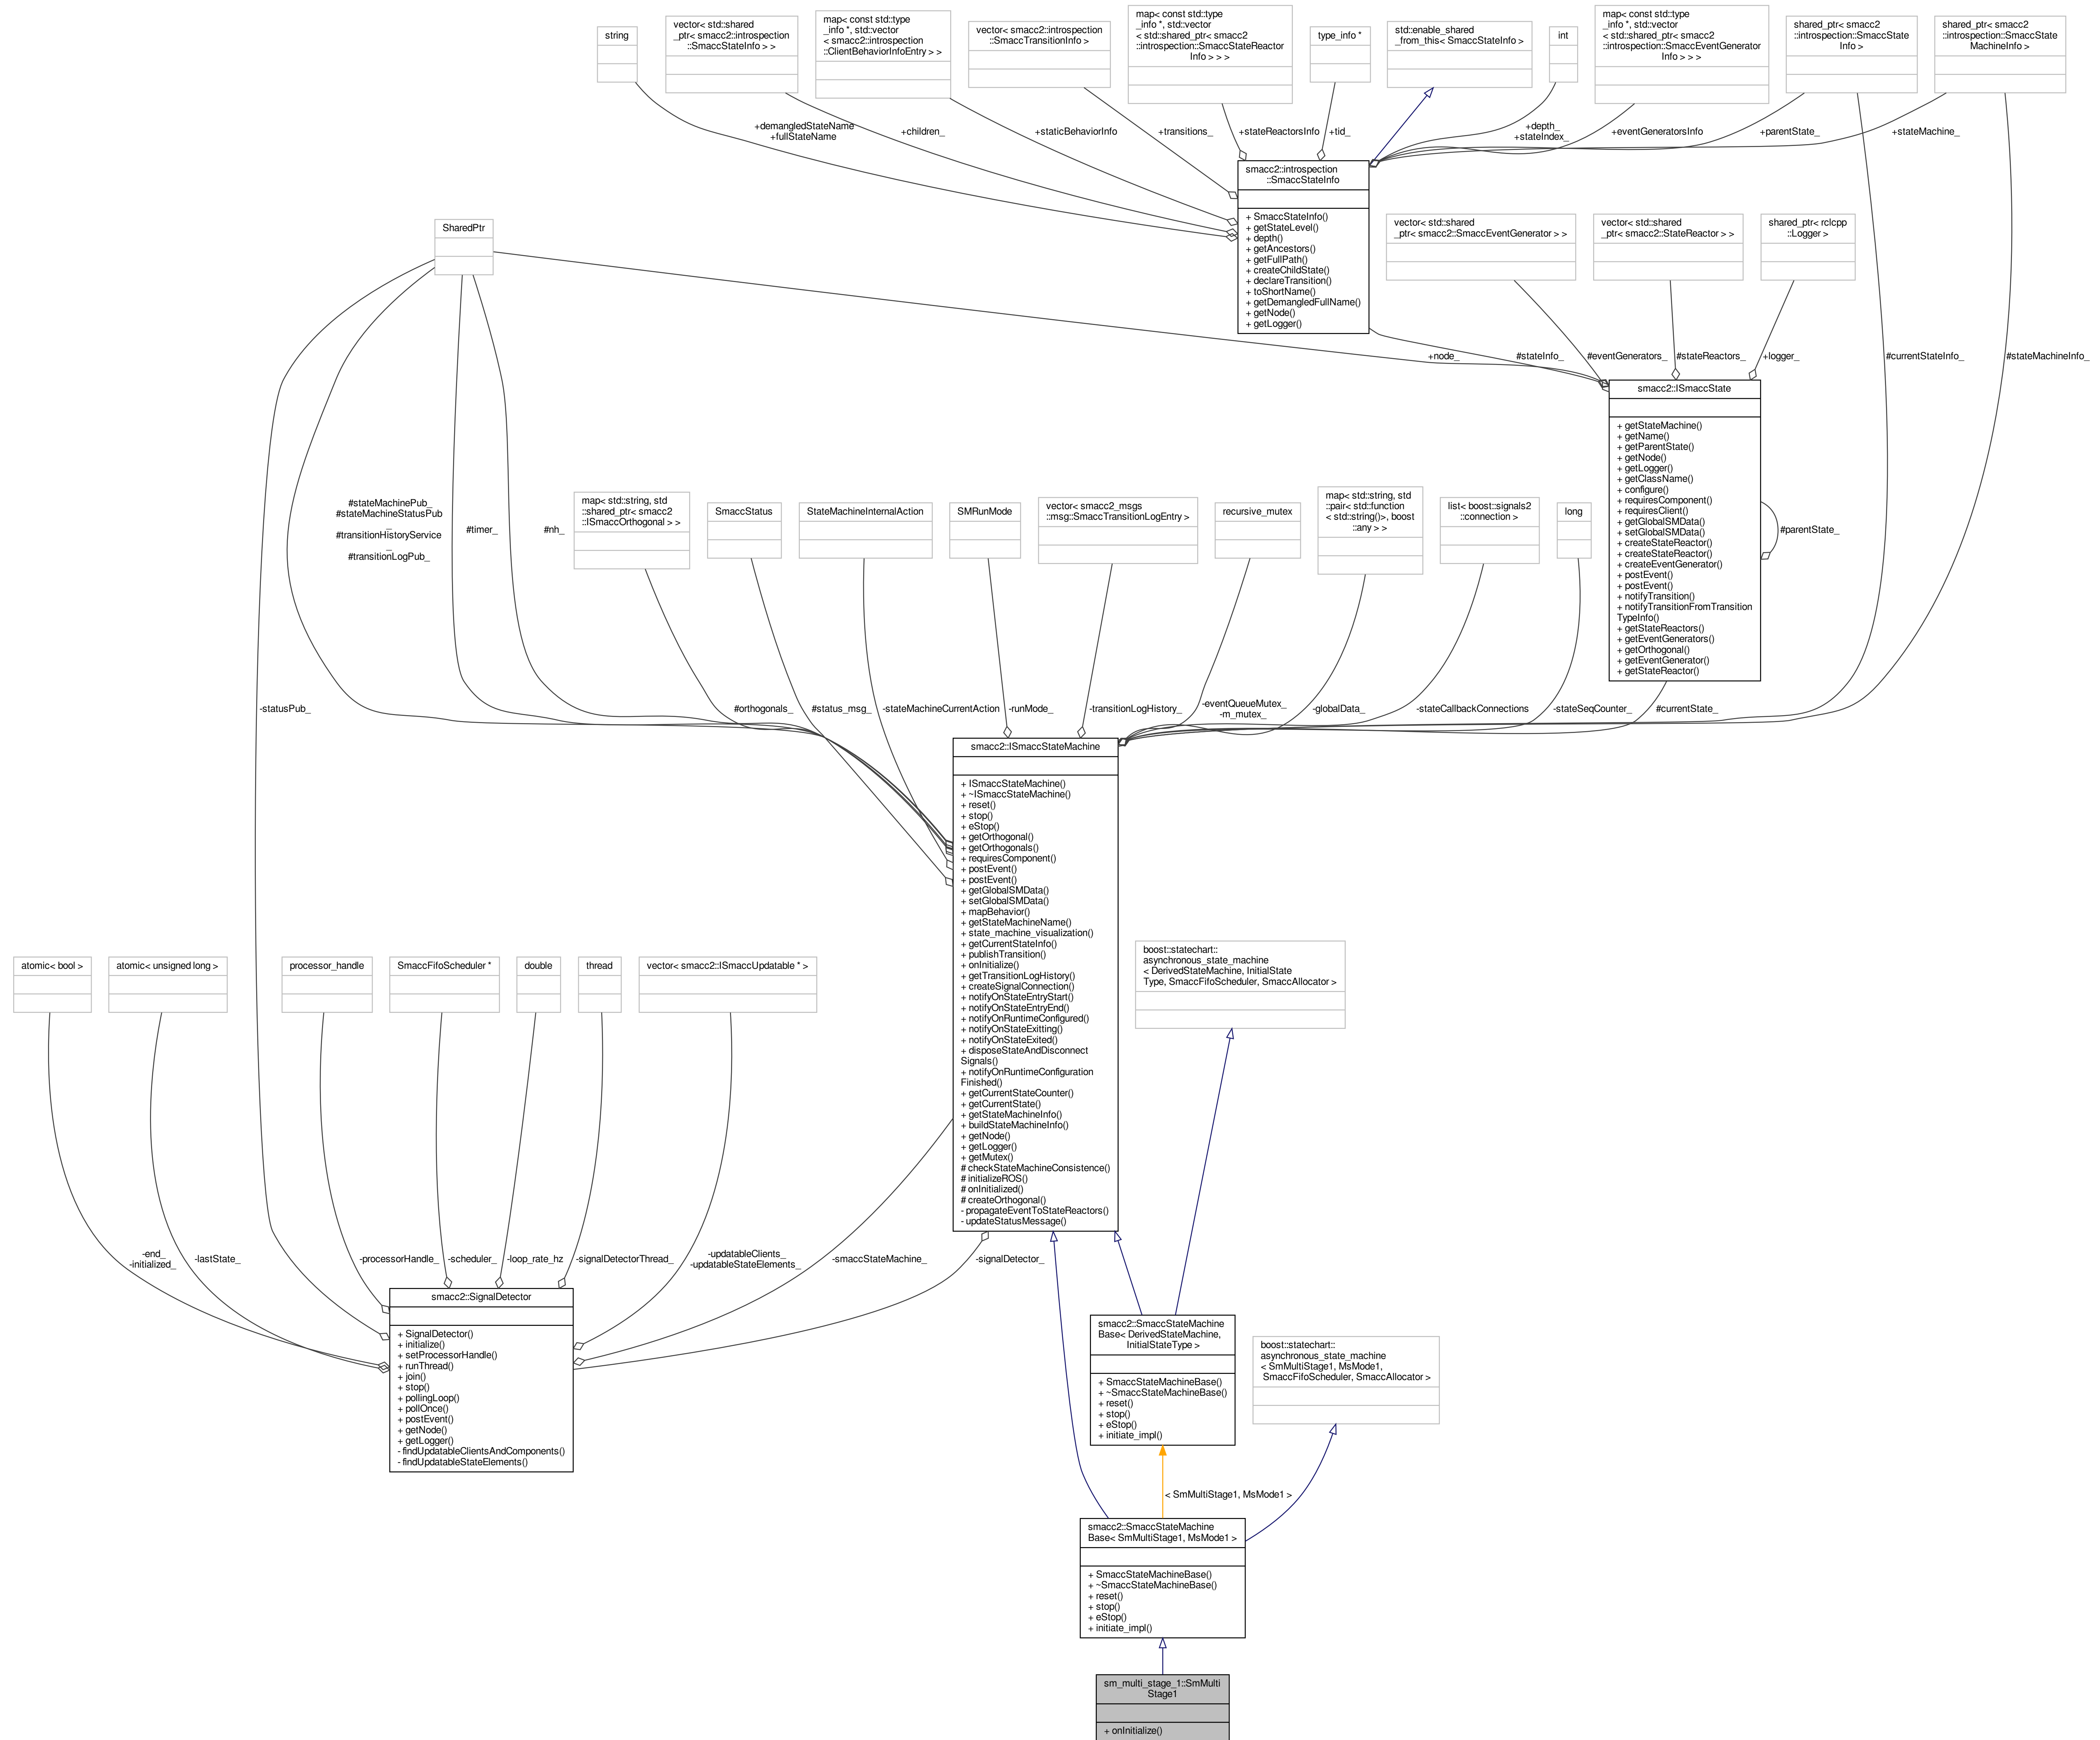 string
vector< std::shared
_ptr< smacc2::introspection
::SmaccStateInfo > >
map< const std::type
_info *, std::vector
< smacc2::introspection
::ClientBehaviorInfoEntry > >
vector< smacc2::introspection
::SmaccTransitionInfo >
map< const std::type
_info *, std::vector
< std::shared_ptr< smacc2
::introspection::SmaccStateReactor
Info > > >
type_info *
std::enable_shared
_from_this< SmaccStateInfo >
int
map< const std::type
_info *, std::vector
< std::shared_ptr< smacc2
::introspection::SmaccEventGenerator
Info > > >
shared_ptr< smacc2
::introspection::SmaccState
Info >
shared_ptr< smacc2
::introspection::SmaccState
MachineInfo >
+demangledStateName
+fullStateName
+children_
+staticBehaviorInfo
+transitions_
+stateReactorsInfo
+tid_
+depth_
+stateIndex_
+eventGeneratorsInfo
+parentState_
+stateMachine_
smacc2::introspection
::SmaccStateInfo
+ SmaccStateInfo()
+ getStateLevel()
+ depth()
+ getAncestors()
+ getFullPath()
+ createChildState()
+ declareTransition()
+ toShortName()
+ getDemangledFullName()
+ getNode()
+ getLogger()
SharedPtr
vector< std::shared
_ptr< smacc2::SmaccEventGenerator > >
vector< std::shared
_ptr< smacc2::StateReactor > >
shared_ptr< rclcpp
::Logger >
+node_
#stateInfo_
#eventGenerators_
#stateReactors_
+logger_
#currentStateInfo_
#stateMachineInfo_
smacc2::ISmaccState
+ getStateMachine()
+ getName()
+ getParentState()
+ getNode()
+ getLogger()
+ getClassName()
+ configure()
+ requiresComponent()
+ requiresClient()
+ getGlobalSMData()
+ setGlobalSMData()
+ createStateReactor()
+ createStateReactor()
+ createEventGenerator()
+ postEvent()
+ postEvent()
+ notifyTransition()
+ notifyTransitionFromTransition
TypeInfo()
+ getStateReactors()
+ getEventGenerators()
+ getOrthogonal()
+ getEventGenerator()
+ getStateReactor()
#parentState_
#stateMachinePub_
#stateMachineStatusPub
_
#transitionHistoryService
_
#transitionLogPub_
#timer_
#nh_
map< std::string, std
::shared_ptr< smacc2
::ISmaccOrthogonal > >
SmaccStatus
StateMachineInternalAction
SMRunMode
vector< smacc2_msgs
::msg::SmaccTransitionLogEntry >
recursive_mutex
map< std::string, std
::pair< std::function
< std::string()>, boost
::any > >
list< boost::signals2
::connection >
long
-statusPub_
#orthogonals_
#status_msg_
-stateMachineCurrentAction
-runMode_
-transitionLogHistory_
-eventQueueMutex_
-m_mutex_
-globalData_
-stateCallbackConnections
-stateSeqCounter_
#currentState_
smacc2::ISmaccStateMachine
+ ISmaccStateMachine()
+ ~ISmaccStateMachine()
+ reset()
+ stop()
+ eStop()
+ getOrthogonal()
+ getOrthogonals()
+ requiresComponent()
+ postEvent()
+ postEvent()
+ getGlobalSMData()
+ setGlobalSMData()
+ mapBehavior()
+ getStateMachineName()
+ state_machine_visualization()
+ getCurrentStateInfo()
+ publishTransition()
+ onInitialize()
+ getTransitionLogHistory()
+ createSignalConnection()
+ notifyOnStateEntryStart()
+ notifyOnStateEntryEnd()
+ notifyOnRuntimeConfigured()
+ notifyOnStateExitting()
+ notifyOnStateExited()
+ disposeStateAndDisconnect
Signals()
+ notifyOnRuntimeConfiguration
Finished()
+ getCurrentStateCounter()
+ getCurrentState()
+ getStateMachineInfo()
+ buildStateMachineInfo()
+ getNode()
+ getLogger()
+ getMutex()
# checkStateMachineConsistence()
# initializeROS()
# onInitialized()
# createOrthogonal()
- propagateEventToStateReactors()
- updateStatusMessage()
atomic< bool >
atomic< unsigned long >
processor_handle
SmaccFifoScheduler *
double
thread
vector< smacc2::ISmaccUpdatable * >
boost::statechart::
asynchronous_state_machine
< DerivedStateMachine, InitialState
Type, SmaccFifoScheduler, SmaccAllocator >
-end_
-initialized_
-lastState_
-processorHandle_
-scheduler_
-loop_rate_hz
-signalDetectorThread_
-updatableClients_
-updatableStateElements_
-smaccStateMachine_
-signalDetector_
smacc2::SignalDetector
+ SignalDetector()
+ initialize()
+ setProcessorHandle()
+ runThread()
+ join()
+ stop()
+ pollingLoop()
+ pollOnce()
+ postEvent()
+ getNode()
+ getLogger()
- findUpdatableClientsAndComponents()
- findUpdatableStateElements()
smacc2::SmaccStateMachine
Base< DerivedStateMachine,
InitialStateType >
+ SmaccStateMachineBase()
+ ~SmaccStateMachineBase()
+ reset()
+ stop()
+ eStop()
+ initiate_impl()
boost::statechart::
asynchronous_state_machine
< SmMultiStage1, MsMode1,
SmaccFifoScheduler, SmaccAllocator >
< SmMultiStage1, MsMode1 >
smacc2::SmaccStateMachine
Base< SmMultiStage1, MsMode1 >
+ SmaccStateMachineBase()
+ ~SmaccStateMachineBase()
+ reset()
+ stop()
+ eStop()
+ initiate_impl()
sm_multi_stage_1::SmMulti
Stage1
+ onInitialize()